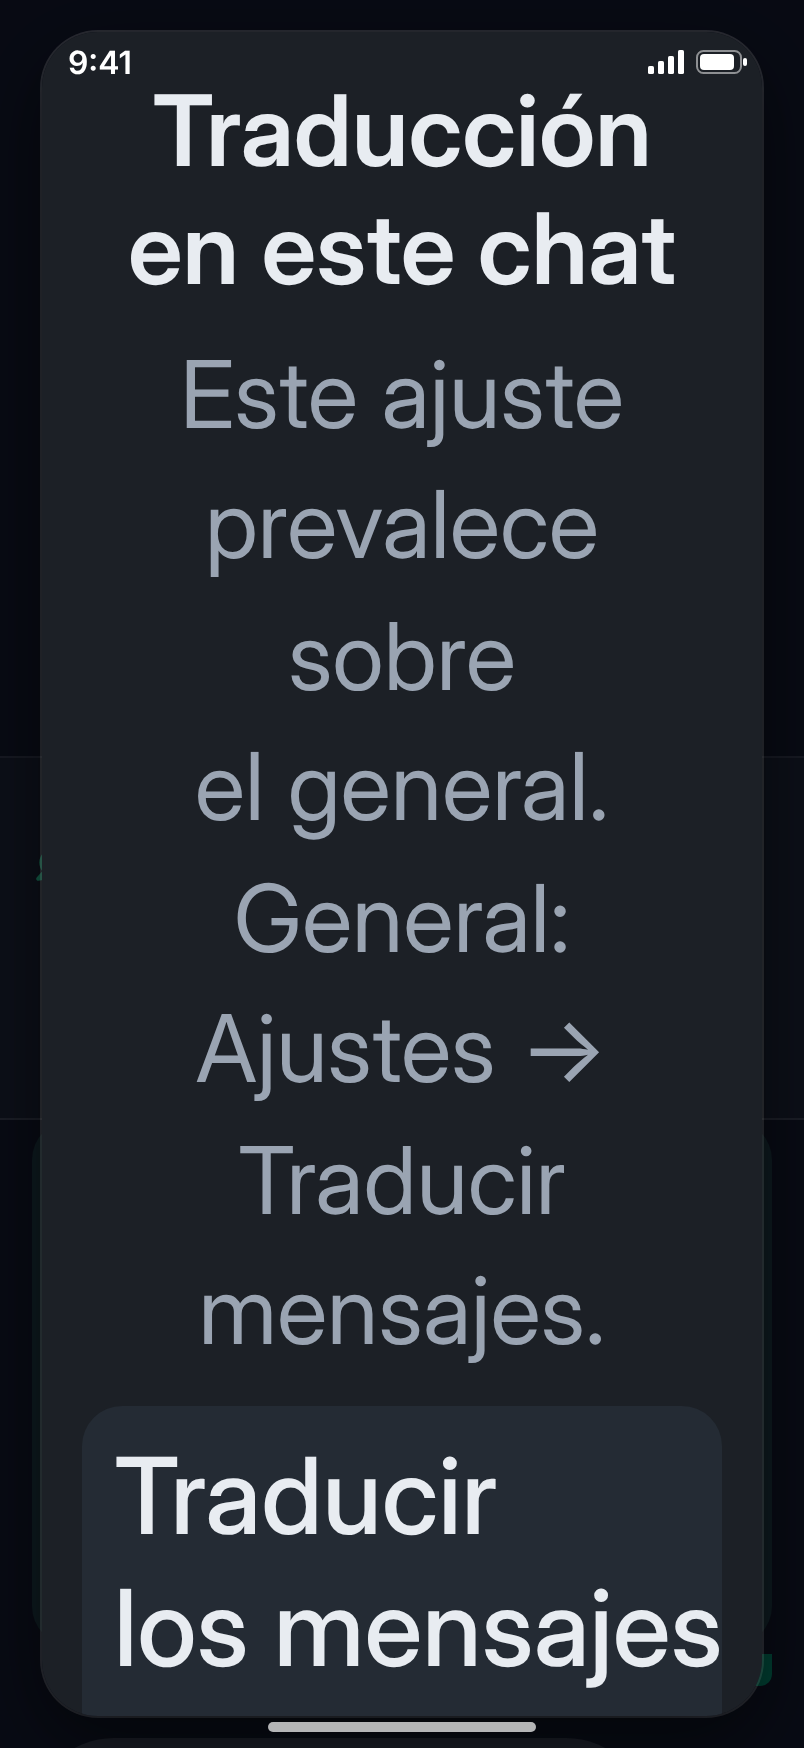 9:41
Traducción
en este chat
Este ajuste
prevalece
sobre
el general.
General:
Ajustes →
Traducir
mensajes.
Traducir
los mensajes